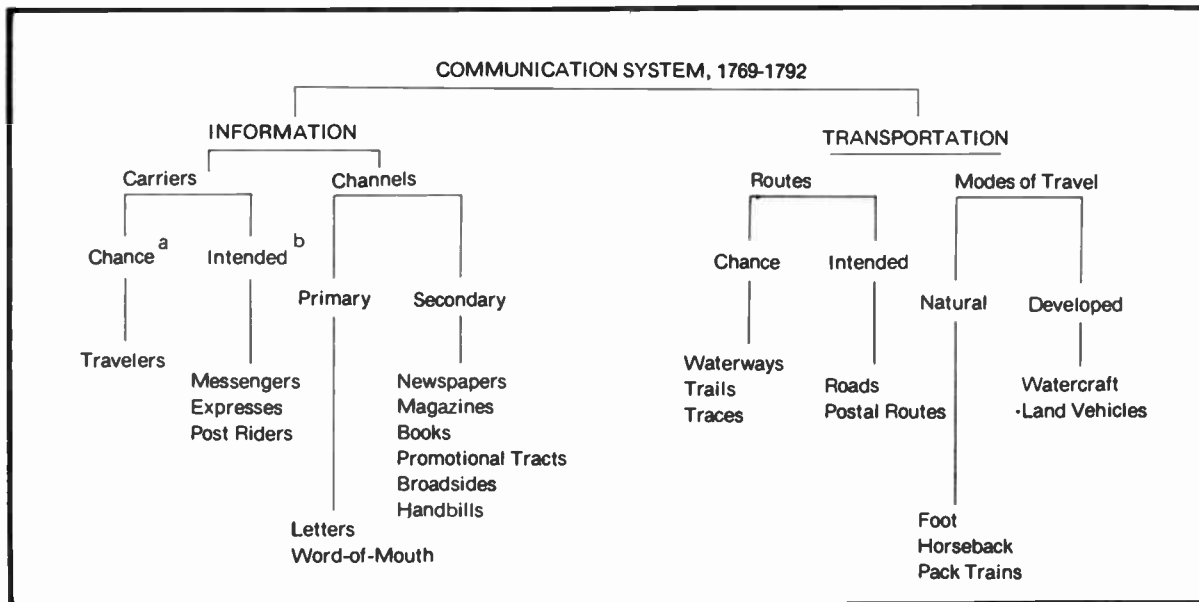 COMMUNICATION SYSTEM, 1769-1792
INFORMATION
TRANSPORTATION
Carriers
Channels
Routes
Modes of Travel
Chance a
Intended b
Primary
Secondary
Chance
Intended
Natural
Developed
Travelers
Messengers
Expresses
Post Riders
Letters
Word-of-Mouth
Newspapers
Magazines
Books
Promotional Tracts
Broadsides
Handbills
Waterways
Trails
Traces
Roads
Postal Routes
Foot
Horseback
Pack Trains
Watercraft
Land Vehicles